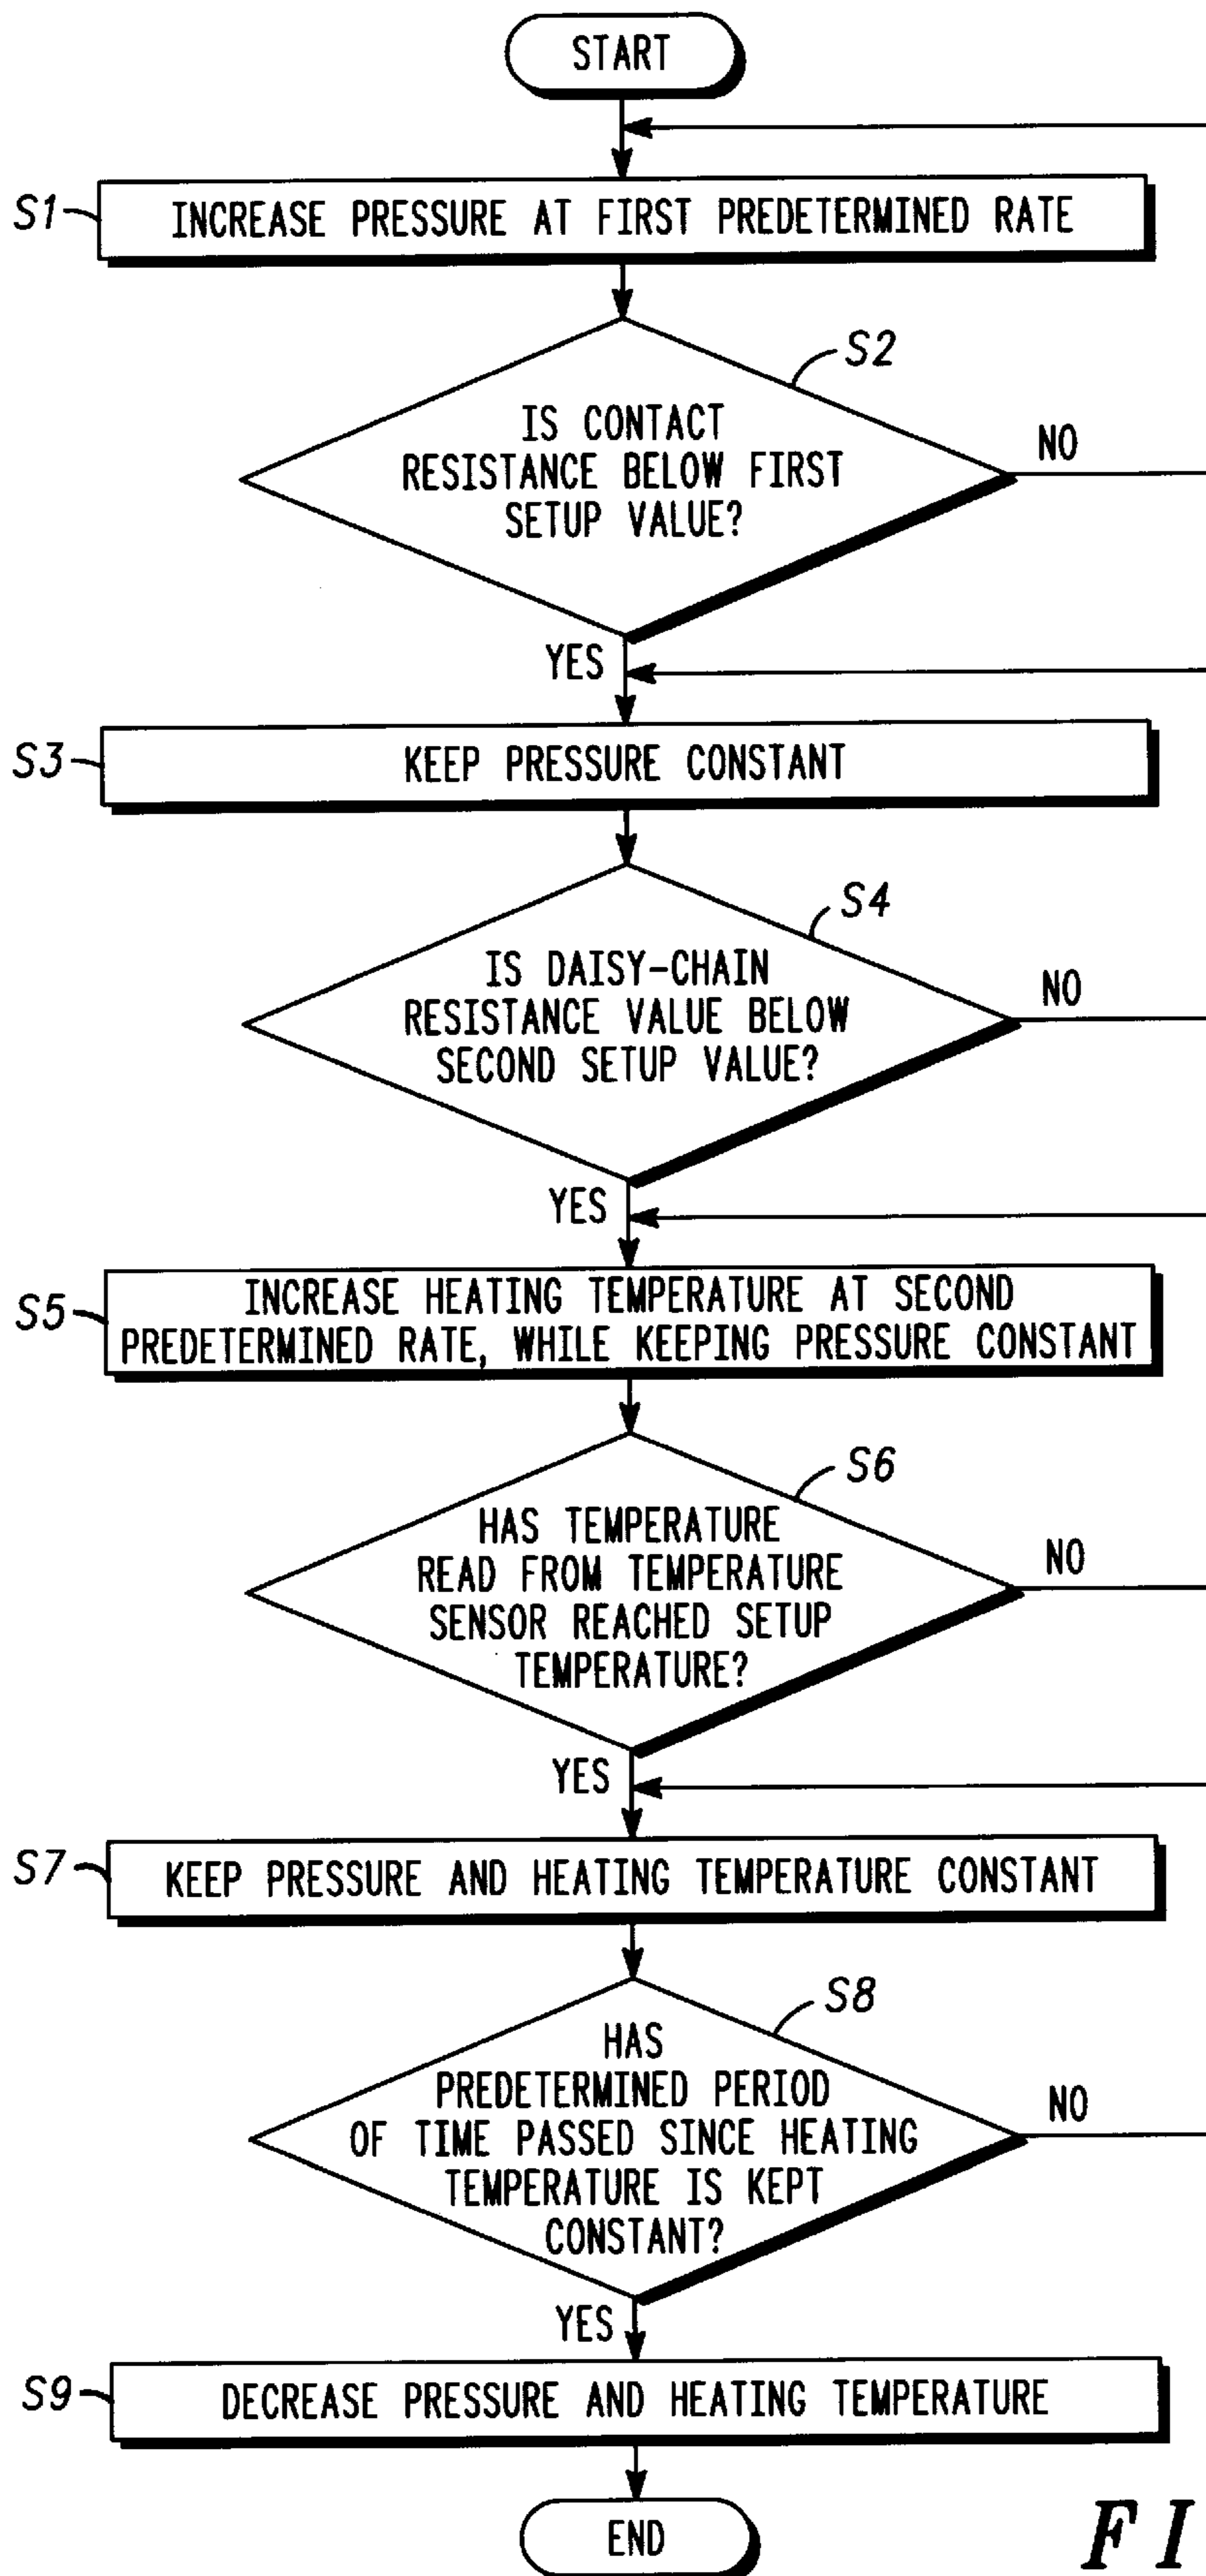 START
S1
INCREASE PRESSURE AT FIRST PREDETERMINED RATE
S2
IS CONTACT
RESISTANCE BELOW FIRST
SETUP VALUE?
NO
YES
S3
KEEP PRESSURE CONSTANT
S4
IS DAISY-CHAIN
RESISTANCE VALUE BELOW
SECOND SETUP VALUE?
NO
YES
S5
INCREASE HEATING TEMPERATURE AT SECOND
PREDETERMINED RATE, WHILE KEEPING PRESSURE CONSTANT
S6
HAS TEMPERATURE
READ FROM TEMPERATURE
SENSOR REACHED SETUP
TEMPERATURE?
NO
YES
S7
KEEP PRESSURE AND HEATING TEMPERATURE CONSTANT
S8
HAS
PREDETERMINED PERIOD
OF TIME PASSED SINCE HEATING
TEMPERATURE IS KEPT
CONSTANT?
NO
YES
S9
DECREASE PRESSURE AND HEATING TEMPERATURE
END
FI